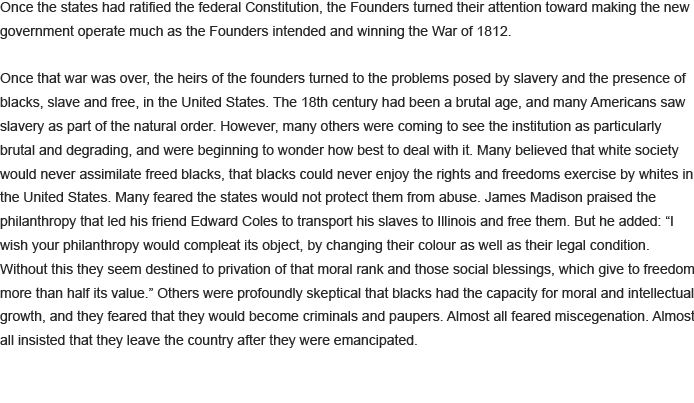 Once the states had ratified the federal Constitution, the Founders turned their attention toward making the new
government operate much as the Founders intended and winning the War of 1812.
Once that war was over, the heirs of the founders turned to the problems posed by slavery and the presence of
blacks, slave and free, in the United States. The 18th century had been a brutal age, and many Americans saw
slavery as part of the natural order. However, many others were coming to see the institution as particularly
brutal and degrading, and were beginning to wonder how best to deal with it. Many believed that white society
would never assimilate freed blacks, that blacks could never enjoy the rights and freedoms exercise by whites in
the United States. Many feared the states would not protect them from abuse. James Madison praised the
philanthropy that led his friend Edward Coles to transport his slaves to Illinois and free them. But he added: “I
wish your philanthropy would compleat its object, by changing their colour as well as their legal condition.
Without this they seem destined to privation of that moral rank and those social blessings, which give to freedom
more than half its value.” Others were profoundly skeptical that blacks had the capacity for moral and intellectual
growth, and they feared that they would become criminals and paupers. Almost all feared miscegenation. Almost
all insisted that they leave the country after they were emancipated.